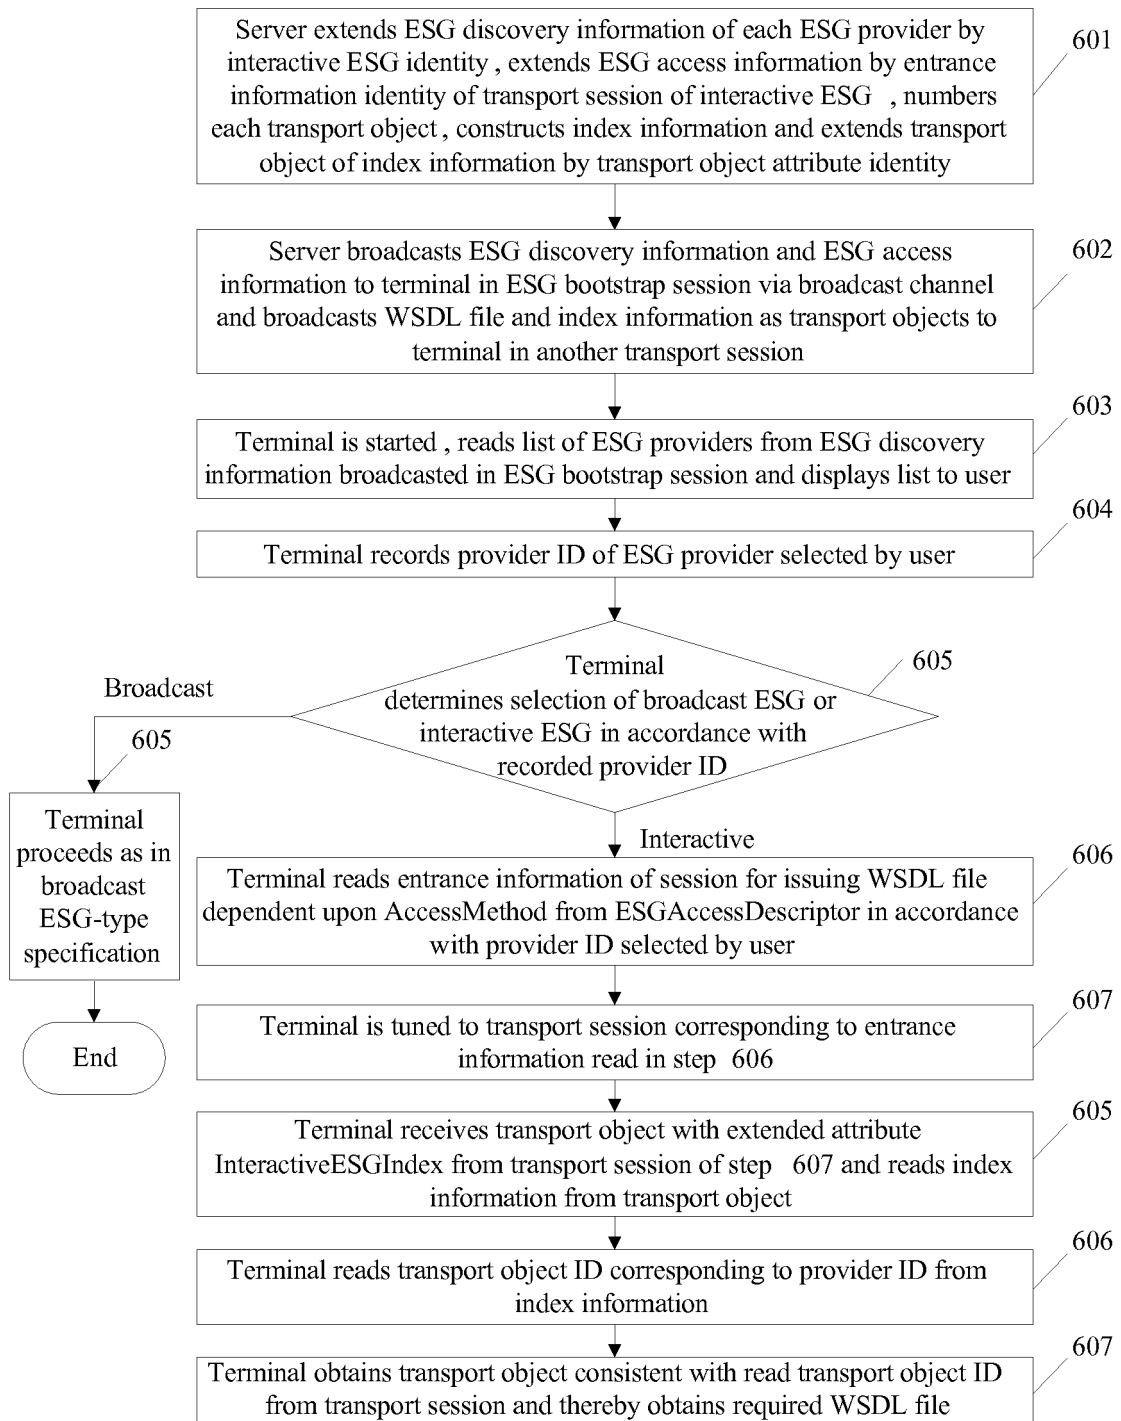 Server extends ESG discovery information of each ESG provider by
interactive ESG identity , extends ESG access information by entrance
information identity of transport session of interactive ESG , numbers
each transport object , constructs index information and extends transport
object of index information by transport object attribute identity
601
Server broadcasts ESG discovery information and ESG access
information to terminal in ESG bootstrap session via broadcast channel
and broadcasts WSDL file and index information as transport objects to
terminal in another transport session
602
Terminal is started , reads list of ESG providers from ESG discovery
information broadcasted in ESG bootstrap session and displays list to user
603
Terminal records provider ID of ESG provider selected by user
604
Terminal
determines selection of broadcast ESG or
interactive ESG in accordance with
recorded provider ID
605
Broadcast
605
Terminal
proceeds as in
broadcast
ESG-type
specification
End
Interactive
Terminal reads entrance information of session for issuing WSDL file
dependent upon AccessMethod from ESGAccessDescriptor in accordance
with provider ID selected by user
606
Terminal is tuned to transport session corresponding to entrance
information read in step 606
607
Terminal receives transport object with extended attribute
InteractiveESGIndex from transport session of step 607 and reads index
information from transport object
605
Terminal reads transport object ID corresponding to provider ID from
index information
606
Terminal obtains transport object consistent with read transport object ID
from transport session and thereby obtains required WSDL file
607